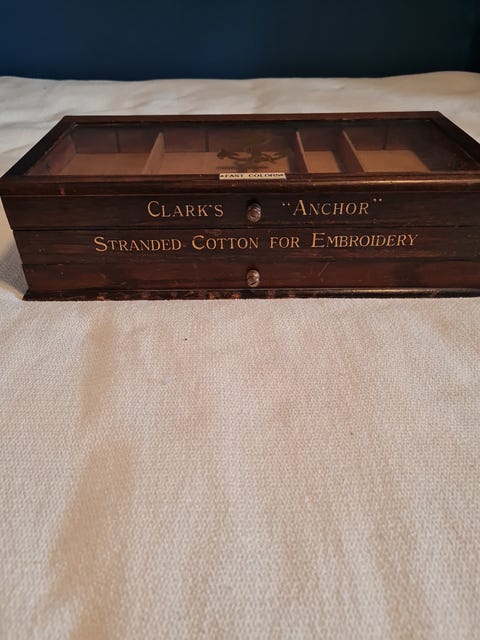 FAST COLORS
CLARK'S "ANCHOR"
STRANDED COTTON FOR EMBROIDERY